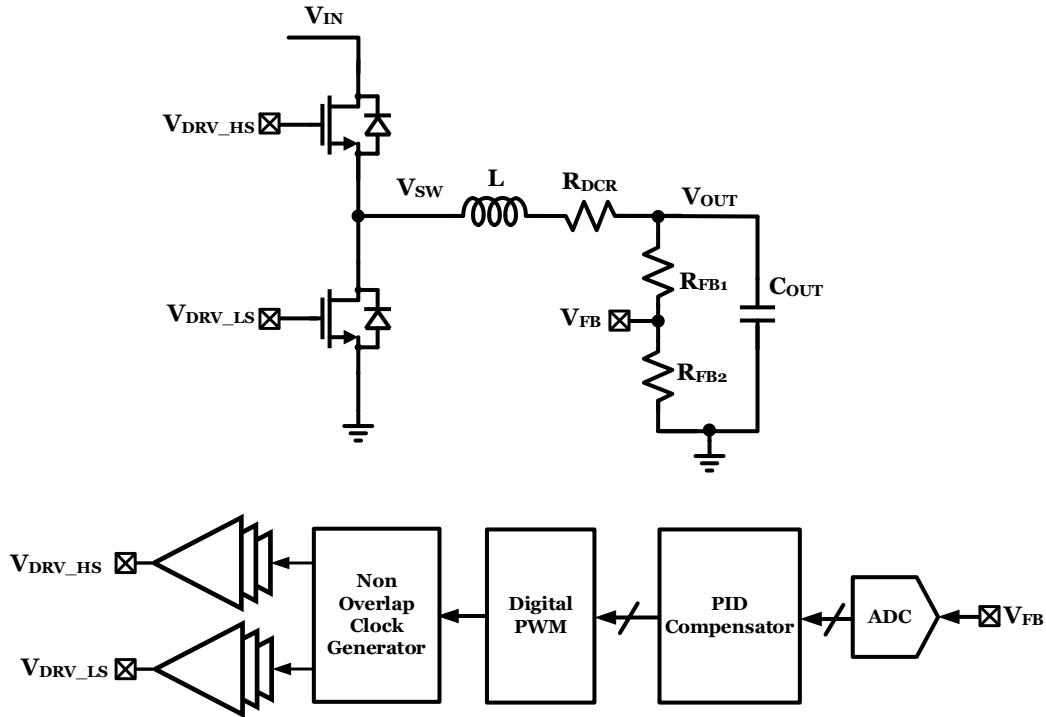 VIN
VDRV_HS
VSW
L
RDCR
VOUT
RFB1
COUT
VDRV_LS
VFB
RFB2
VDRV_HS
Non
Overlap
Clock
Generator
Digital
PWM
PID
Compensator
ADC
VFB
VDRV_LS